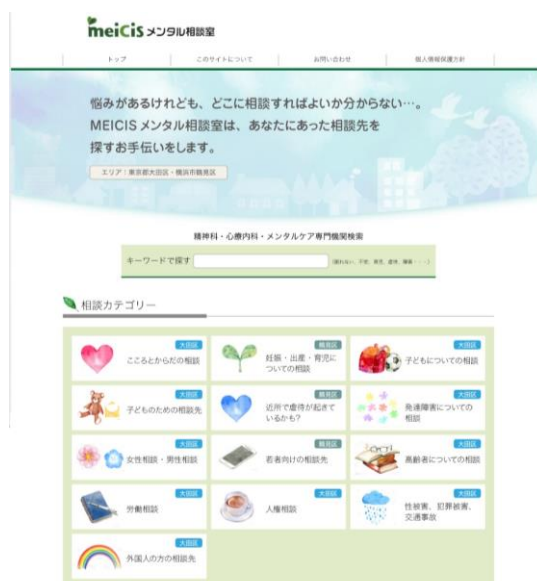 meiCis メンタル相談室
トップ
このサイトについて
お問い合わせ
個人情報保護方針
悩みがあるけれども、どこに相談すればよいか分からない…。
MEICIS メンタル相談室は、あなたにあった相談先を
探すお手伝いをします。
エリア：東京都大田区・横浜市鶴見区
精神科・心療内科・メンタルケア専門機関検索
キーワードで探す
相談カテゴリー
大田区
こころとからだの相談
鶴見区
妊娠・出産・育児に
ついての相談
大田区
子どもについての相談
大田区
子どものための相談先
鶴見区
近所で虐待が起きて
いるかも?
大田区
発達障害についての
相談
大田区
女性相談・男性相談
鶴見区
若者向けの相談先
大田区
高齢者についての相談
大田区
労働相談
大田区
人権相談
大田区
性被害、犯罪被害、
交通事故
大田区
外国人の方の相談先